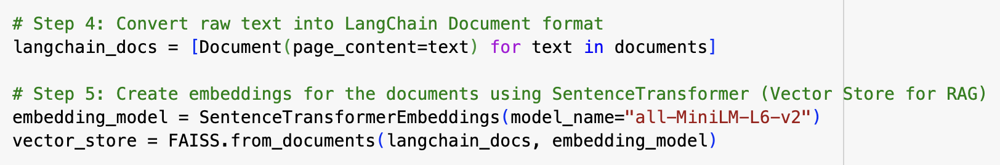 # Step 4: Convert raw text into LangChain Document format
langchain_docs = [Document(page_content=text) for text in documents]
# Step 5: Create embeddings for the documents using SentenceTransformer (Vector Store for RAG)
embedding_model = SentenceTransformerEmbeddings(model_name="all-MiniLM-L6-v2")
vector_store = FAISS.from_documents(langchain_docs, embedding_model)